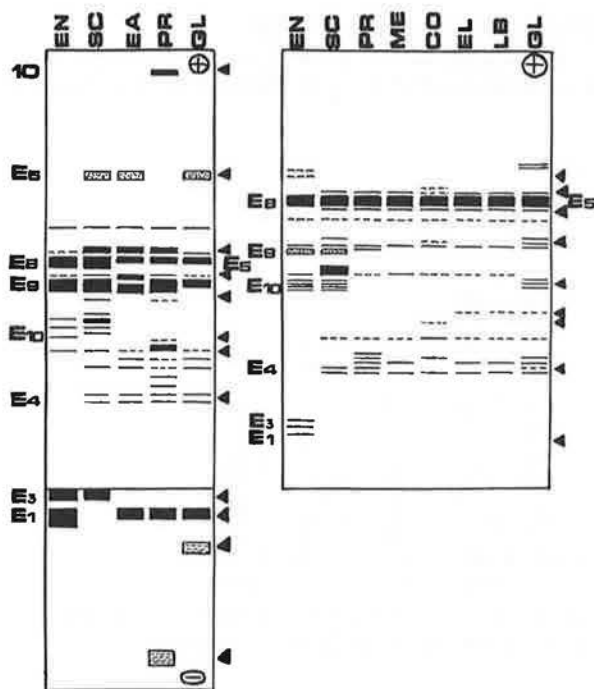 EN SC EA PR GL
EN SC PR ME CO EL LB GL
10 +
+
E6
E8 E5
E8 E5
E9
E9
E10
E10
E4
E4
E3
E1
E3
E1
−